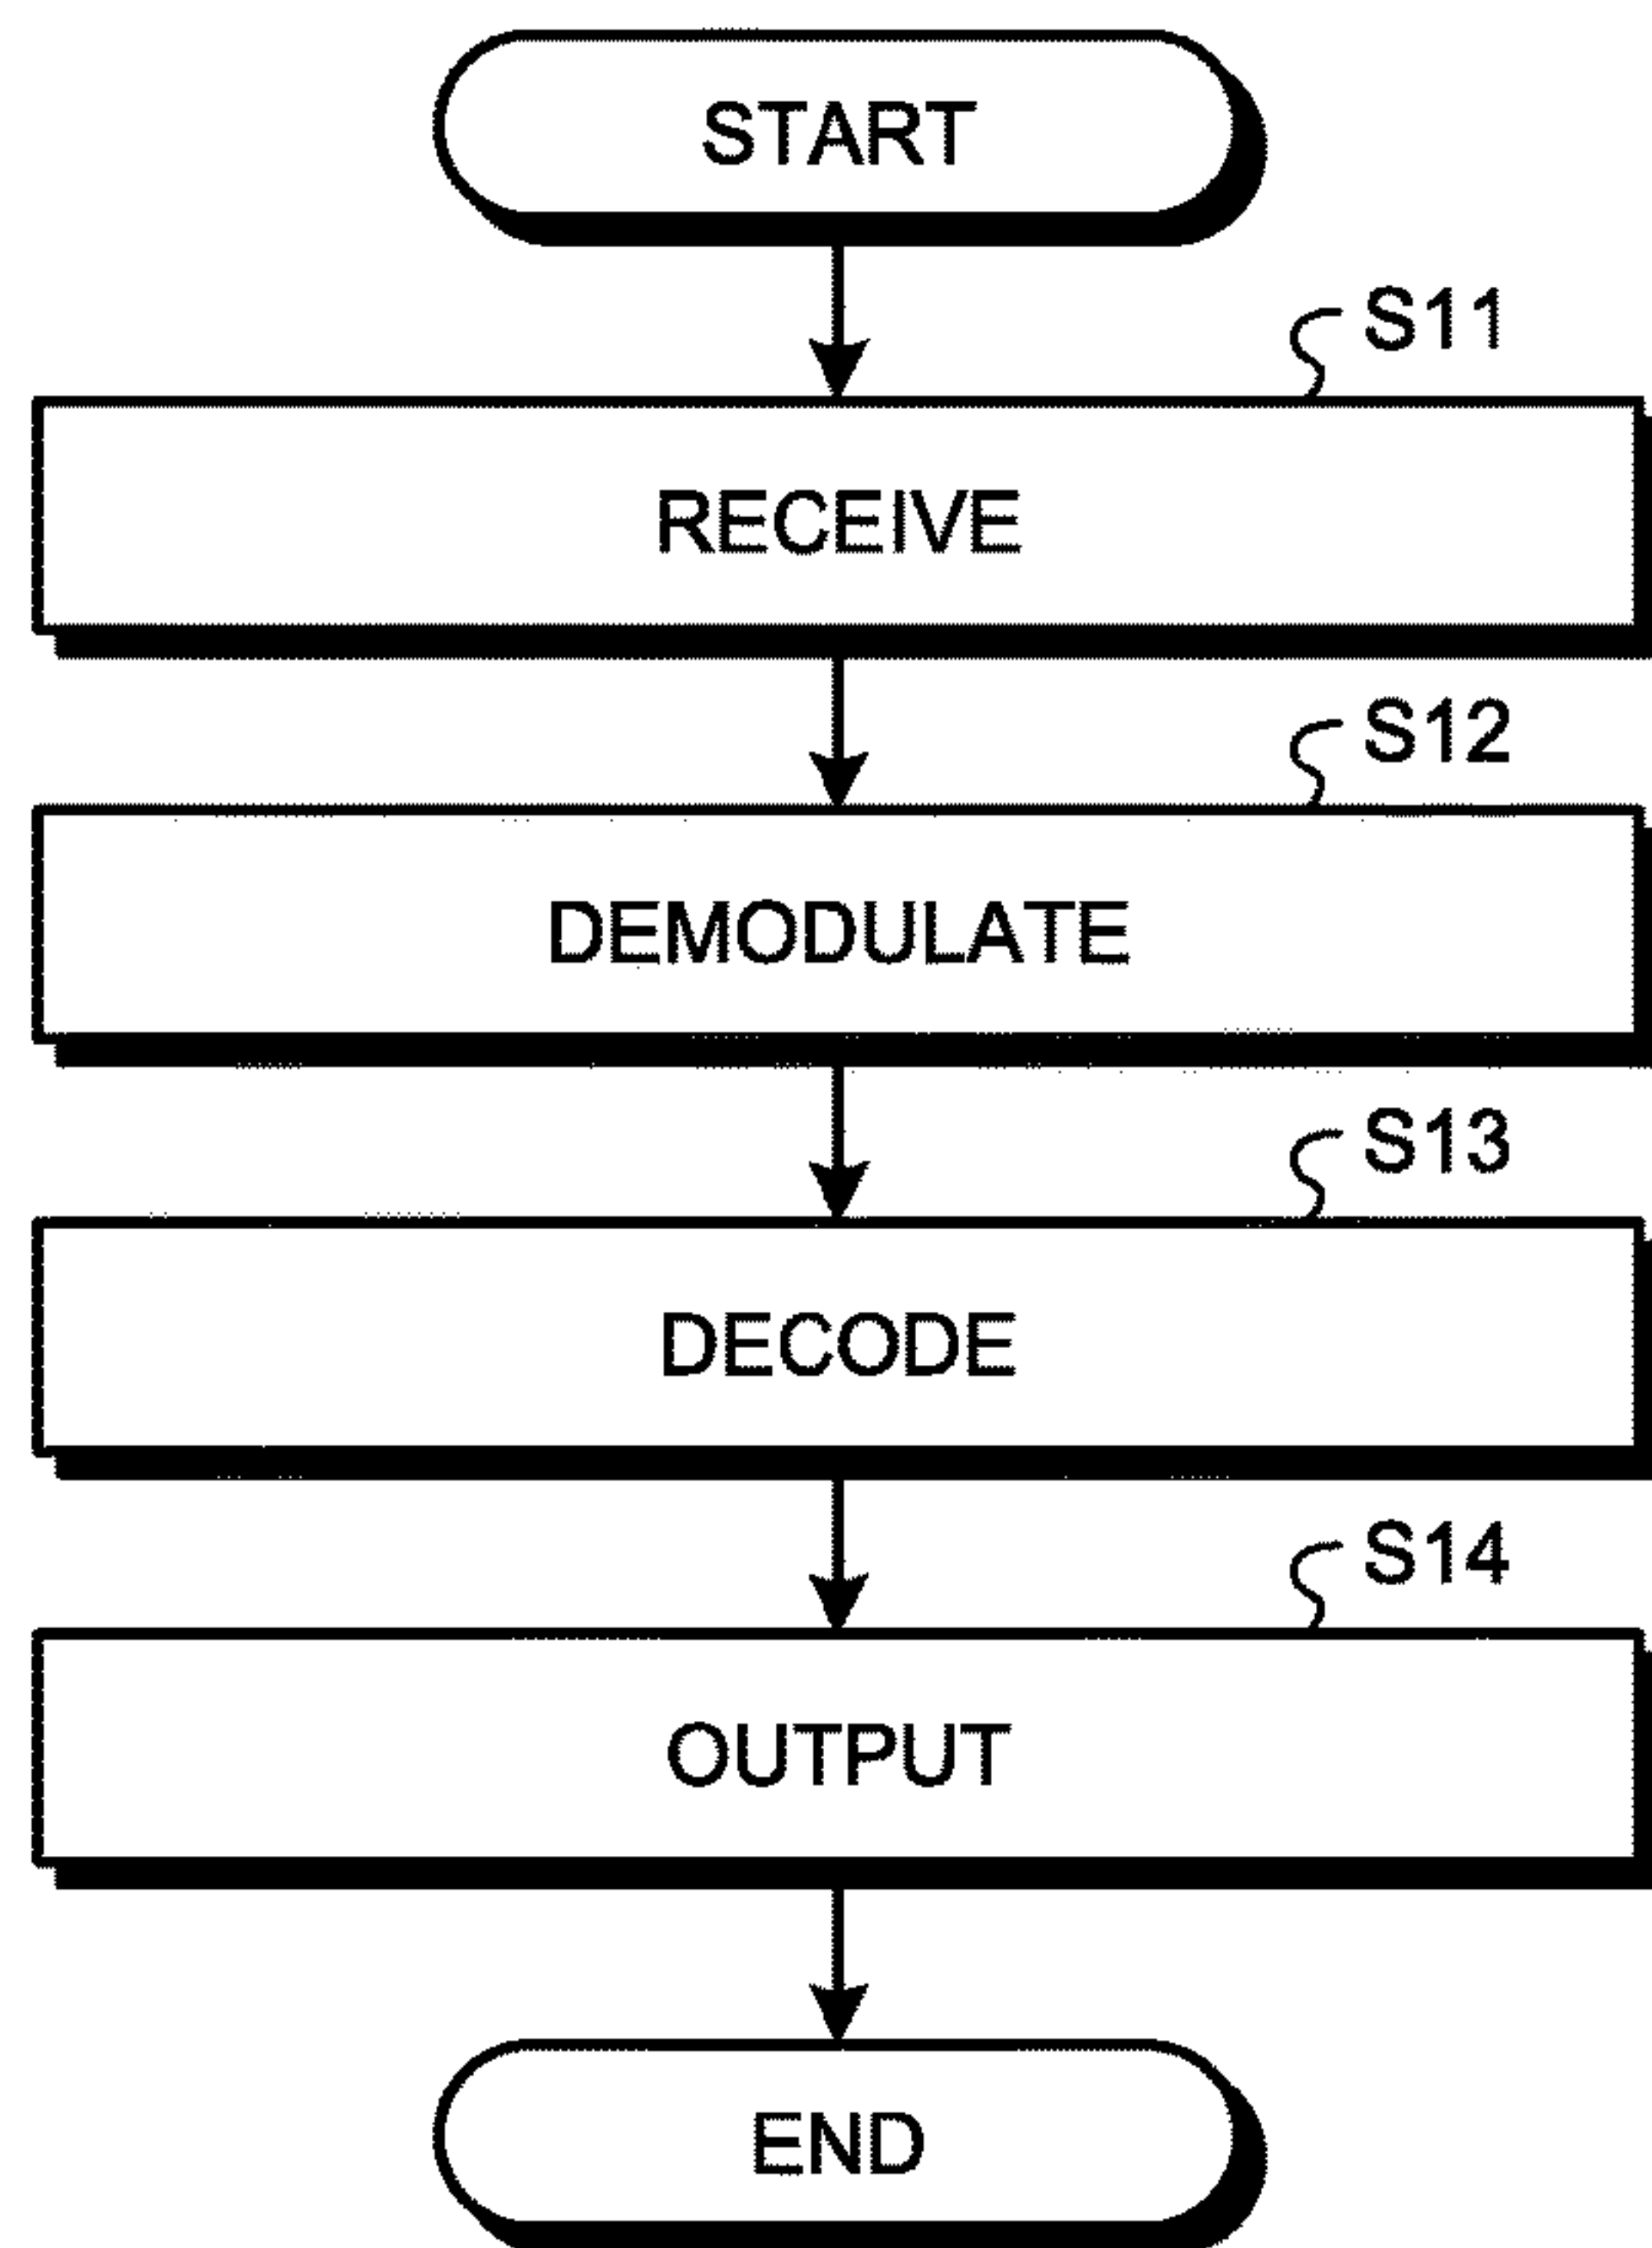 START
S11
RECEIVE
S12
DEMODULATE
S13
DECODE
S14
OUTPUT
END